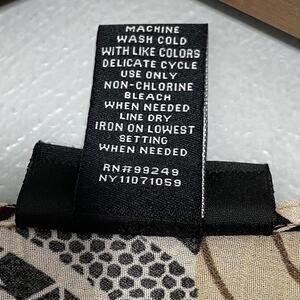 MACHINE
WASH COLD
WITH LIKE COLORS
DELICATE CYCLE
USE ONLY
NON-CHLORINE
BLEACH
WHEN NEEDED
LINE DRY
IRON ON LOWEST
SETTING
WHEN NEEDED
RN#99249
NY11071059